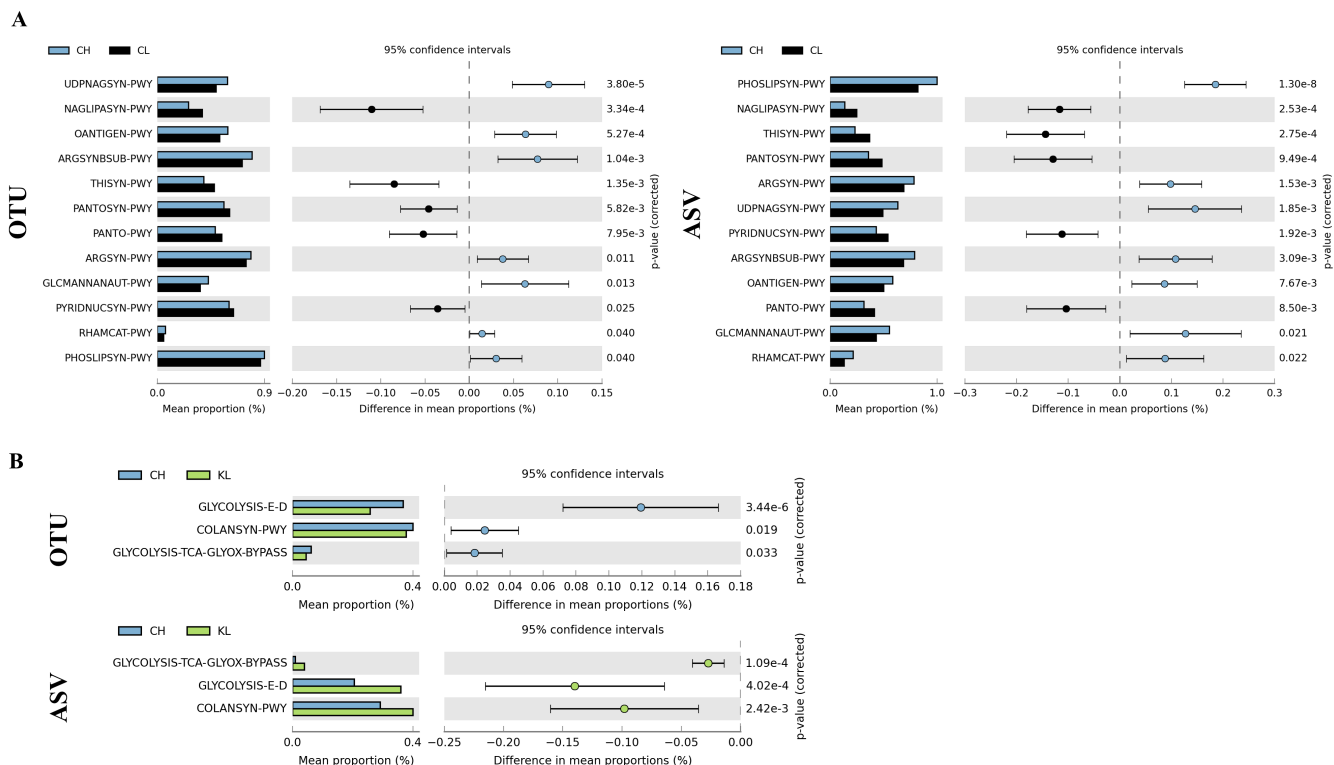 A
CH CL 95% confidence intervals
OTU
UDPNAGSYN-PWY 3.80e-5
NAGLIPASYN-PWY 3.34e-4
OANTIGEN-PWY 5.27e-4
ARGSYNBSUB-PWY 1.04e-3
THISYN-PWY 1.35e-3
PANTOSYN-PWY 5.82e-3
PANTO-PWY 7.95e-3
ARGSYN-PWY 0.011
GLCMANNANAUT-PWY 0.013
PYRIDNUCSYN-PWY 0.025
RHAMCAT-PWY 0.040
PHOSLIPSYN-PWY 0.040
p-value (corrected)
0.0 0.9 −0.20 −0.15 −0.10 −0.05 0.00 0.05 0.10 0.15
Mean proportion (%) Difference in mean proportions (%)
CH CL 95% confidence intervals
ASV
PHOSLIPSYN-PWY 1.30e-8
NAGLIPASYN-PWY 2.53e-4
THISYN-PWY 2.75e-4
PANTOSYN-PWY 9.49e-4
ARGSYN-PWY 1.53e-3
UDPNAGSYN-PWY 1.85e-3
PYRIDNUCSYN-PWY 1.92e-3
ARGSYNBSUB-PWY 3.09e-3
OANTIGEN-PWY 7.67e-3
PANTO-PWY 8.50e-3
GLCMANNANAUT-PWY 0.021
RHAMCAT-PWY 0.022
p-value (corrected)
0.0 1.0 −0.3 −0.2 −0.1 0.0 0.1 0.2 0.3
Mean proportion (%) Difference in mean proportions (%)
B
CH KL 95% confidence intervals
OTU
GLYCOLYSIS-E-D 3.44e-6
COLANSYN-PWY 0.019
GLYCOLYSIS-TCA-GLYOX-BYPASS 0.033
p-value (corrected)
0.0 0.4 0.00 0.02 0.04 0.06 0.08 0.10 0.12 0.14 0.16 0.18
Mean proportion (%) Difference in mean proportions (%)
CH KL 95% confidence intervals
ASV
GLYCOLYSIS-TCA-GLYOX-BYPASS 1.09e-4
GLYCOLYSIS-E-D 4.02e-4
COLANSYN-PWY 2.42e-3
p-value (corrected)
0.0 0.4 −0.25 −0.20 −0.15 −0.10 −0.05 0.00
Mean proportion (%) Difference in mean proportions (%)